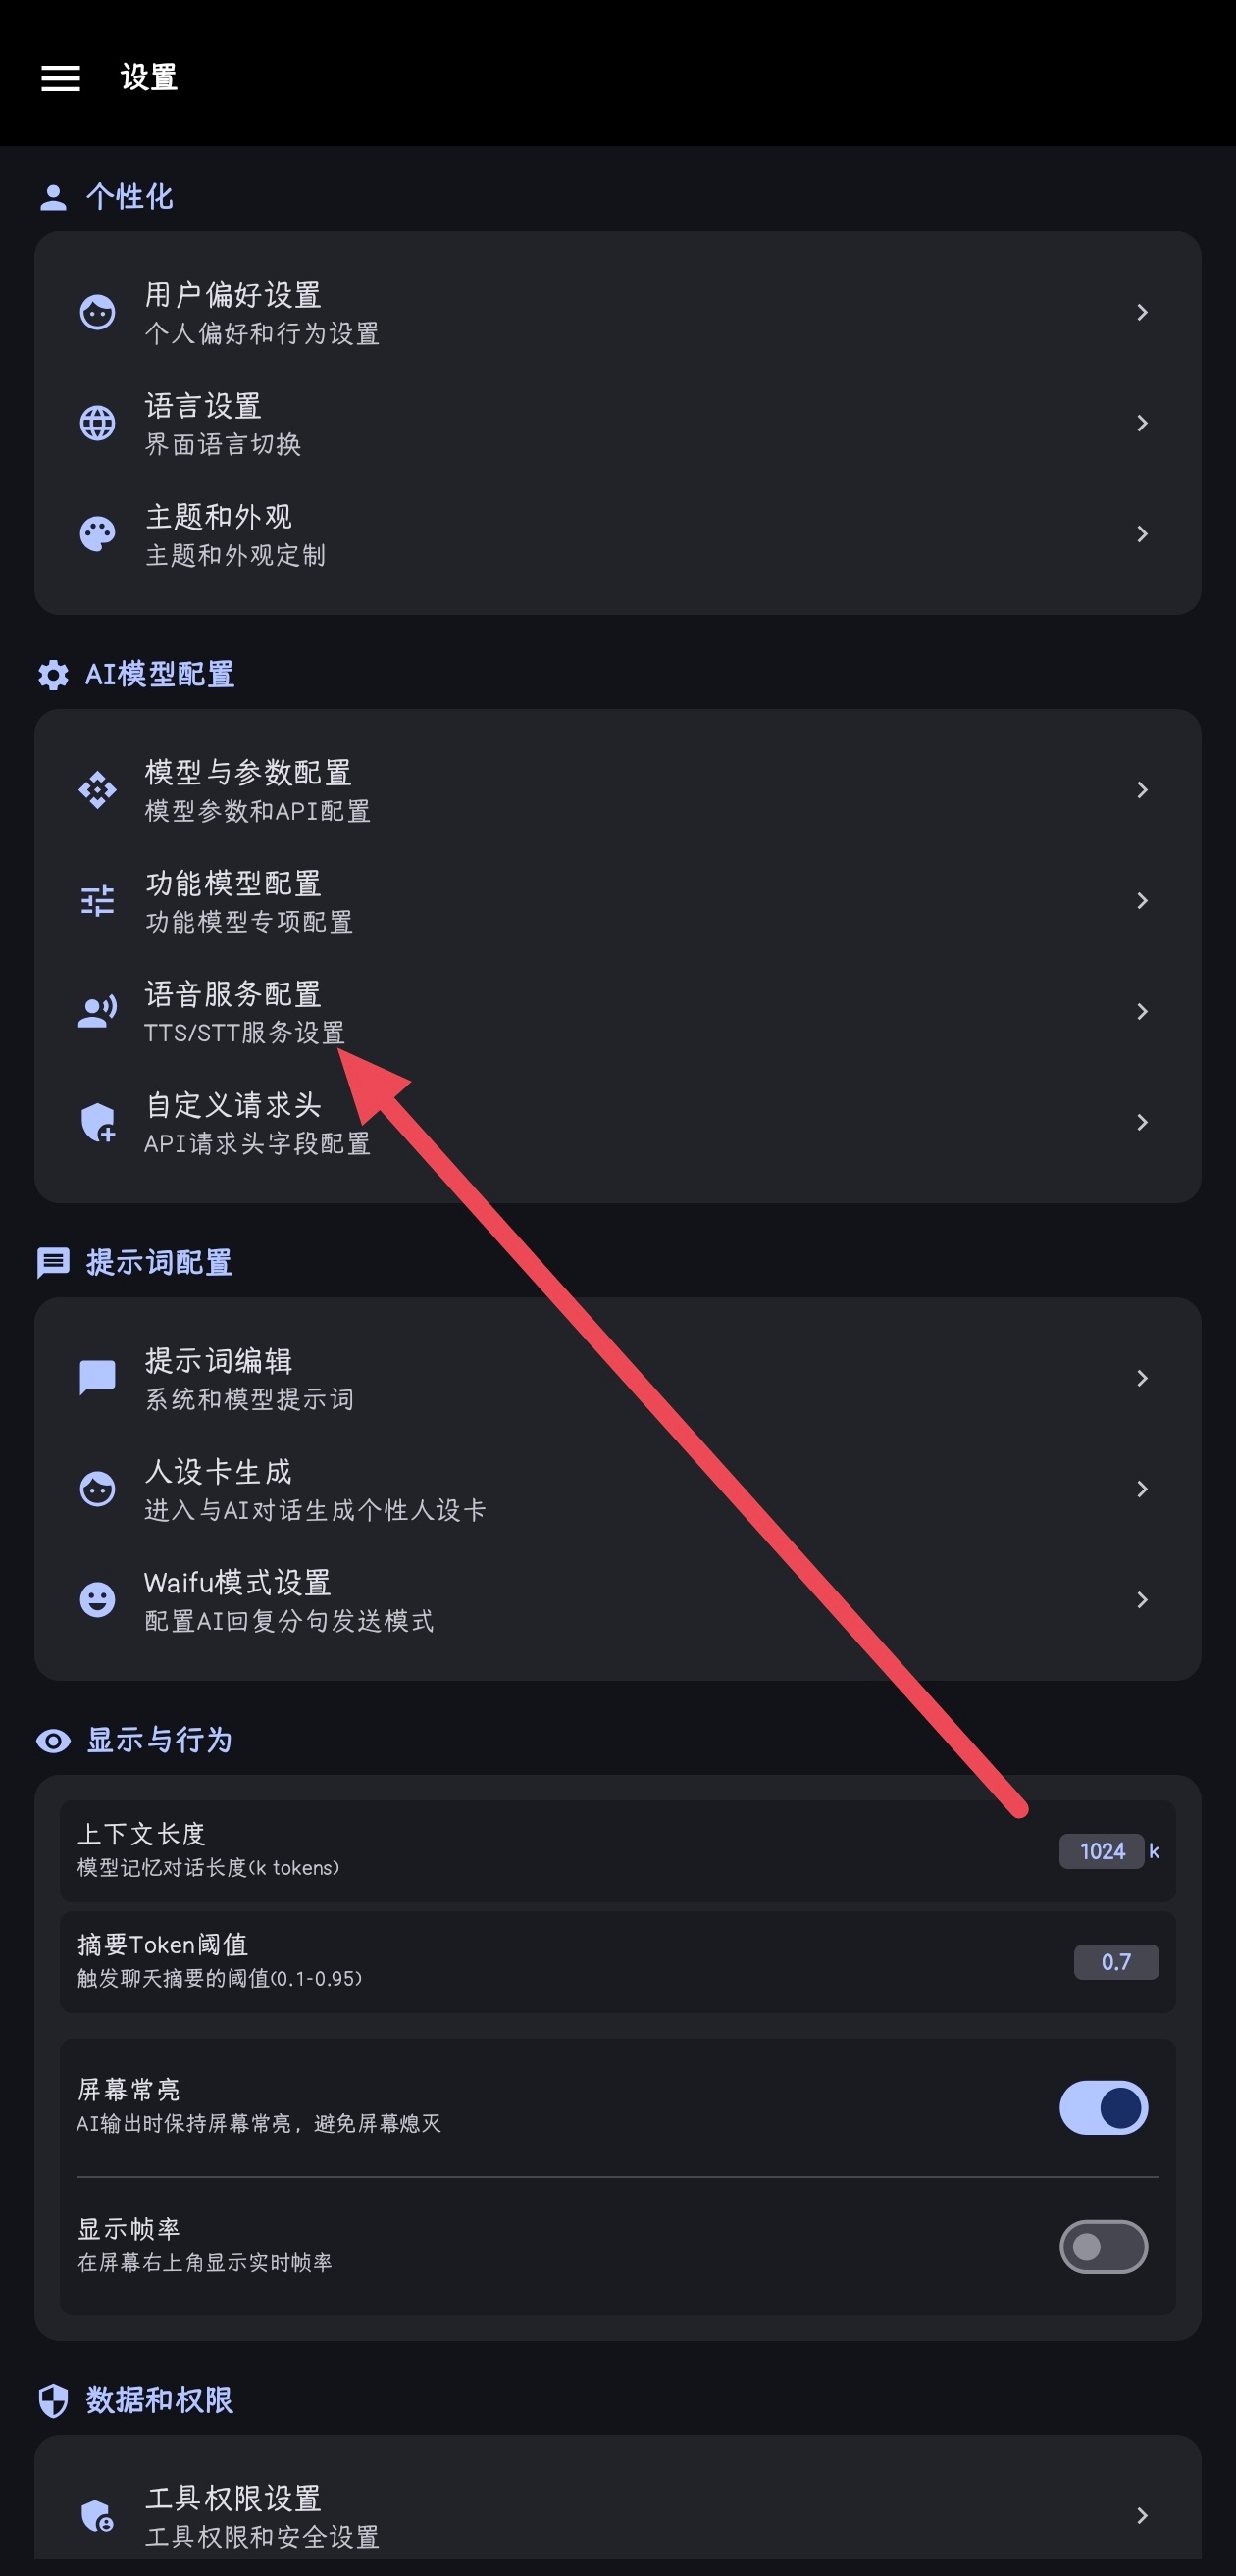 设置
个性化
用户偏好设置
个人偏好和行为设置
语言设置
界面语言切换
主题和外观
主题和外观定制
AI模型配置
模型与参数配置
模型参数和API配置
功能模型配置
功能模型专项配置
语音服务配置
TTS/STT服务设置
自定义请求头
API请求头字段配置
提示词配置
提示词编辑
系统和模型提示词
人设卡生成
进入与AI对话生成个性人设卡
Waifu模式设置
配置AI回复分句发送模式
显示与行为
上下文长度
模型记忆对话长度(k tokens)
1024 k
摘要Token阈值
触发聊天摘要的阈值(0.1-0.95)
0.7
屏幕常亮
AI输出时保持屏幕常亮，避免屏幕熄灭
显示帧率
在屏幕右上角显示实时帧率
数据和权限
工具权限设置
工具权限和安全设置